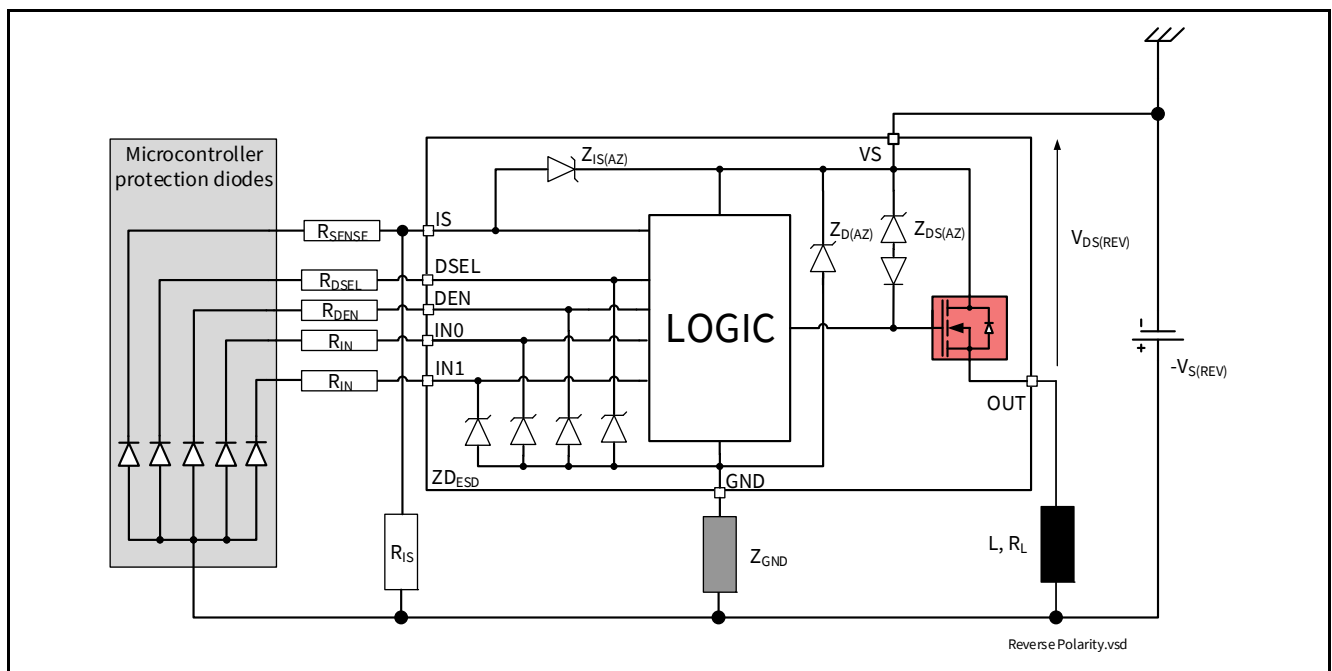 Microcontroller
protection diodes
Z_IS(AZ)
VS
IS
R_SENSE
Z_D(AZ)
Z_DS(AZ)
V_DS(REV)
DSEL
R_DSEL
DEN
R_DEN
LOGIC
IN0
R_IN
IN1
R_IN
-
+
-V_S(REV)
OUT
ZD_ESD
GND
R_IS
Z_GND
L, R_L
Reverse Polarity.vsd